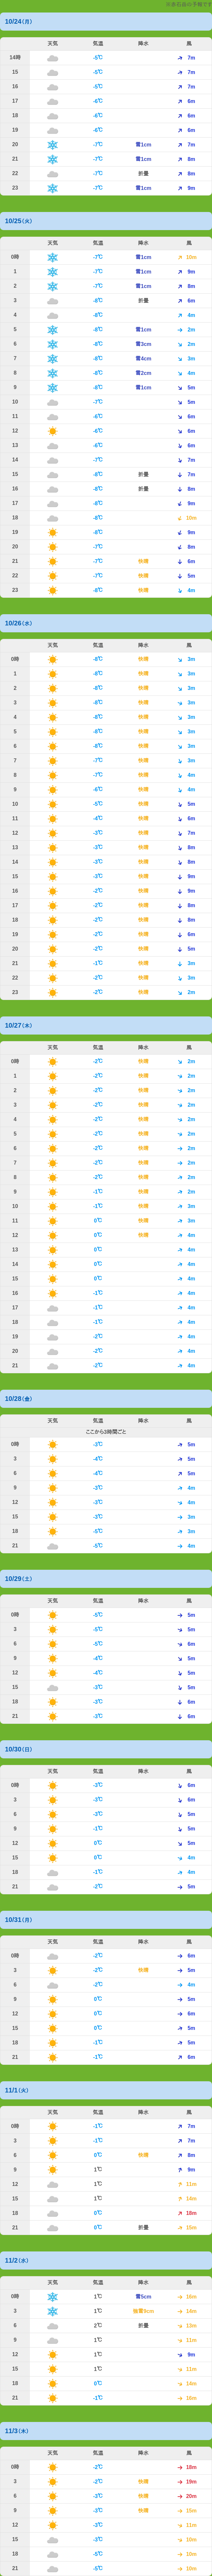 10/24(月)
天気 気温 降水 風
14時 -5℃ 7m
15 -5℃ 7m
16 -5℃ 7m
17 -6℃ 6m
18 -6℃ 6m
19 -6℃ 6m
20 -7℃ 雪1cm 7m
21 -7℃ 雪1cm 8m
22 -7℃ 折曇 8m
23 -7℃ 雪1cm 9m
10/25(火)
天気 気温 降水 風
0時 -7℃ 雪1cm 10m
1 -7℃ 雪1cm 9m
2 -7℃ 雪1cm 8m
3 -8℃ 折曇 6m
4 -8℃ 4m
5 -8℃ 雪1cm 2m
6 -8℃ 雪3cm 2m
7 -8℃ 雪4cm 3m
8 -8℃ 雪2cm 4m
9 -8℃ 雪1cm 5m
10 -7℃ 5m
11 -6℃ 6m
12 -6℃ 6m
13 -6℃ 6m
14 -7℃ 7m
15 -8℃ 折曇 7m
16 -8℃ 折曇 8m
17 -8℃ 9m
18 -8℃ 10m
19 -8℃ 9m
20 -7℃ 8m
21 -7℃ 快晴 6m
22 -7℃ 快晴 5m
23 -8℃ 快晴 4m
10/26(水)
天気 気温 降水 風
0時 -8℃ 快晴 3m
1 -8℃ 快晴 3m
2 -8℃ 快晴 3m
3 -8℃ 快晴 3m
4 -8℃ 快晴 3m
5 -8℃ 快晴 3m
6 -8℃ 快晴 3m
7 -7℃ 快晴 3m
8 -7℃ 快晴 4m
9 -6℃ 快晴 4m
10 -5℃ 快晴 5m
11 -4℃ 快晴 6m
12 -3℃ 快晴 7m
13 -3℃ 快晴 8m
14 -3℃ 快晴 8m
15 -3℃ 快晴 9m
16 -2℃ 快晴 9m
17 -2℃ 快晴 8m
18 -2℃ 快晴 8m
19 -2℃ 快晴 6m
20 -2℃ 快晴 5m
21 -1℃ 快晴 3m
22 -2℃ 快晴 3m
23 -2℃ 快晴 2m
10/27(木)
天気 気温 降水 風
0時 -2℃ 快晴 2m
1 -2℃ 快晴 2m
2 -2℃ 快晴 2m
3 -2℃ 快晴 2m
4 -2℃ 快晴 2m
5 -2℃ 快晴 2m
6 -2℃ 快晴 2m
7 -2℃ 快晴 2m
8 -2℃ 快晴 2m
9 -1℃ 快晴 2m
10 -1℃ 快晴 3m
11 0℃ 快晴 3m
12 0℃ 快晴 4m
13 0℃ 4m
14 0℃ 4m
15 0℃ 4m
16 -1℃ 4m
17 -1℃ 4m
18 -1℃ 4m
19 -2℃ 4m
20 -2℃ 4m
21 -2℃ 4m
10/28(金)
天気 気温 降水 風
ここから3時間ごと
0時 -3℃ 5m
3 -4℃ 5m
6 -4℃ 5m
9 -3℃ 4m
12 -3℃ 4m
15 -3℃ 3m
18 -5℃ 3m
21 -5℃ 4m
10/29(土)
天気 気温 降水 風
0時 -5℃ 5m
3 -5℃ 5m
6 -5℃ 6m
9 -4℃ 5m
12 -4℃ 5m
15 -3℃ 5m
18 -3℃ 6m
21 -3℃ 6m
10/30(日)
天気 気温 降水 風
0時 -3℃ 6m
3 -3℃ 6m
6 -3℃ 5m
9 -1℃ 5m
12 0℃ 5m
15 0℃ 4m
18 -1℃ 4m
21 -2℃ 5m
10/31(月)
天気 気温 降水 風
0時 -2℃ 6m
3 -2℃ 快晴 5m
6 -2℃ 4m
9 0℃ 5m
12 0℃ 6m
15 0℃ 5m
18 -1℃ 5m
21 -1℃ 6m
11/1(火)
天気 気温 降水 風
0時 -1℃ 7m
3 -1℃ 7m
6 0℃ 快晴 8m
9 1℃ 9m
12 1℃ 11m
15 1℃ 14m
18 0℃ 18m
21 0℃ 折曇 15m
11/2(水)
天気 気温 降水 風
0時 1℃ 雪5cm 16m
3 1℃ 14m
6 2℃ 折曇 13m
9 1℃ 11m
12 1℃ 9m
15 1℃ 11m
18 0℃ 14m
21 -1℃ 16m
11/3(木)
天気 気温 降水 風
0時 -2℃ 18m
3 -2℃ 快晴 19m
6 -3℃ 快晴 20m
9 -3℃ 快晴 15m
12 -3℃ 11m
15 -3℃ 10m
18 -5℃ 10m
21 -5℃ 10m